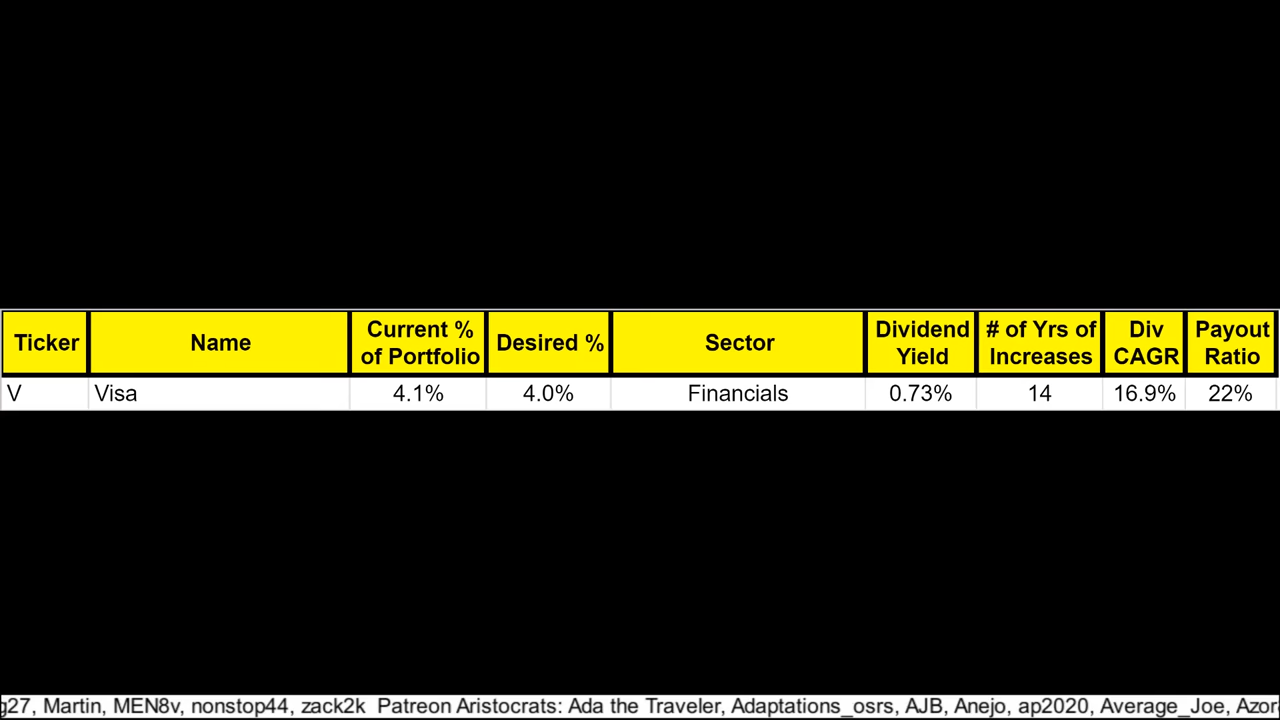 Ticker Name Current % of Portfolio Desired % Sector Dividend Yield # of Yrs of Increases Div CAGR Payout Ratio
V Visa 4.1% 4.0% Financials 0.73% 14 16.9% 22%
Martin, MEN8v, nonstop44, zack2k Patreon Aristocrats: Ada the Traveler, Adaptations_osrs, AJB, Anejo, ap2020, Average_Joe,